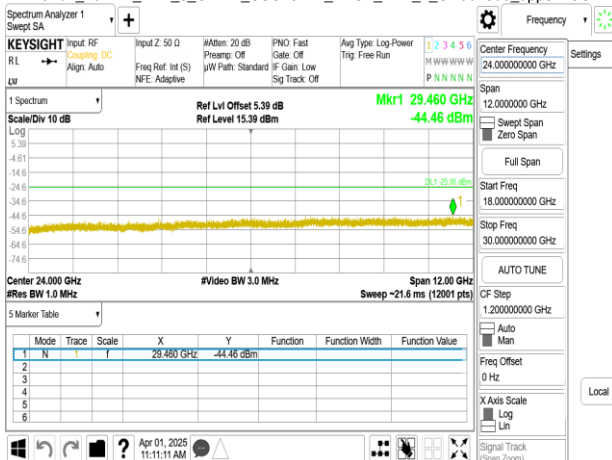 Spectrum Analyzer 1
Swept SA
Frequency
KEYSIGHT
RL
Input: RF
Coupling: DC
Align: Auto
Input Z: 50 Ω
Freq Ref: Int (S)
NFE: Adaptive
#Atten: 20 dB
Preamp: Off
µW Path: Standard
PNO: Fast
Gate: Off
IF Gain: Low
Sig Track: Off
Avg Type: Log-Power
Trig: Free Run
1 2 3 4 5 6
M W W W W W
P N N N N N
1 Spectrum
Scale/Div 10 dB
Ref Lvl Offset 5.39 dB
Ref Level 15.39 dBm
Mkr1 29.460 GHz
-44.46 dBm
Log
5.39
-4.61
-14.6
-24.6
-34.6
-44.6
-54.6
-64.6
-74.6
DL1 -25.00 dBm
1
Center 24.000 GHz
#Res BW 1.0 MHz
#Video BW 3.0 MHz
Span 12.00 GHz
Sweep ~21.6 ms (12001 pts)
5 Marker Table
Mode Trace Scale X Y Function Function Width Function Value
1 N 1 f 29.460 GHz -44.46 dBm
2
3
4
5
6
Apr 01, 2025
11:11:11 AM
Center Frequency
24.000000000 GHz
Settings
Span
12.0000000 GHz
Swept Span
Zero Span
Full Span
Start Freq
18.000000000 GHz
Stop Freq
30.000000000 GHz
AUTO TUNE
CF Step
1.200000000 GHz
Auto
Man
Freq Offset
0 Hz
Local
X Axis Scale
Log
Lin
Signal Track
(Span Zoom)